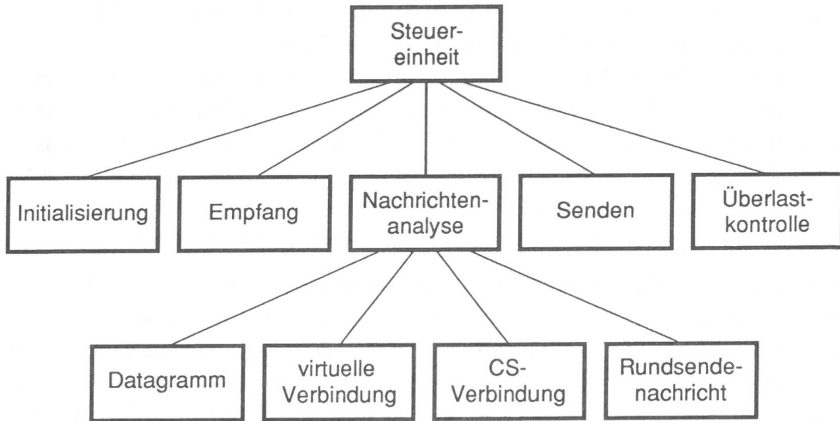 Steuer-
einheit
Initialisierung
Empfang
Nachrichten-
analyse
Senden
Überlast-
kontrolle
Datagramm
virtuelle
Verbindung
CS-
Verbindung
Rundsende-
nachricht